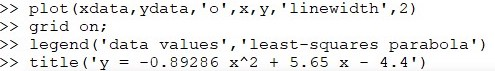 >> plot(xdata,ydata,'o',x,y,'linewidth',2)
>> grid on;
>> legend('data values','least-squares parabola')
>> title('y = -0.89286 x^2 + 5.65 x - 4.4')